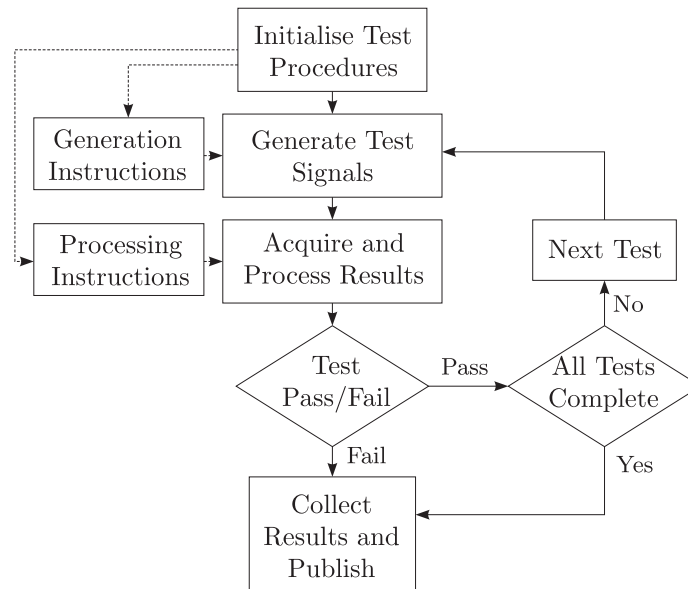 Initialise Test
Procedures
Generation
Instructions
Generate Test
Signals
Processing
Instructions
Acquire and
Process Results
Next Test
No
Test
Pass/Fail
Pass
All Tests
Complete
Fail
Yes
Collect
Results and
Publish